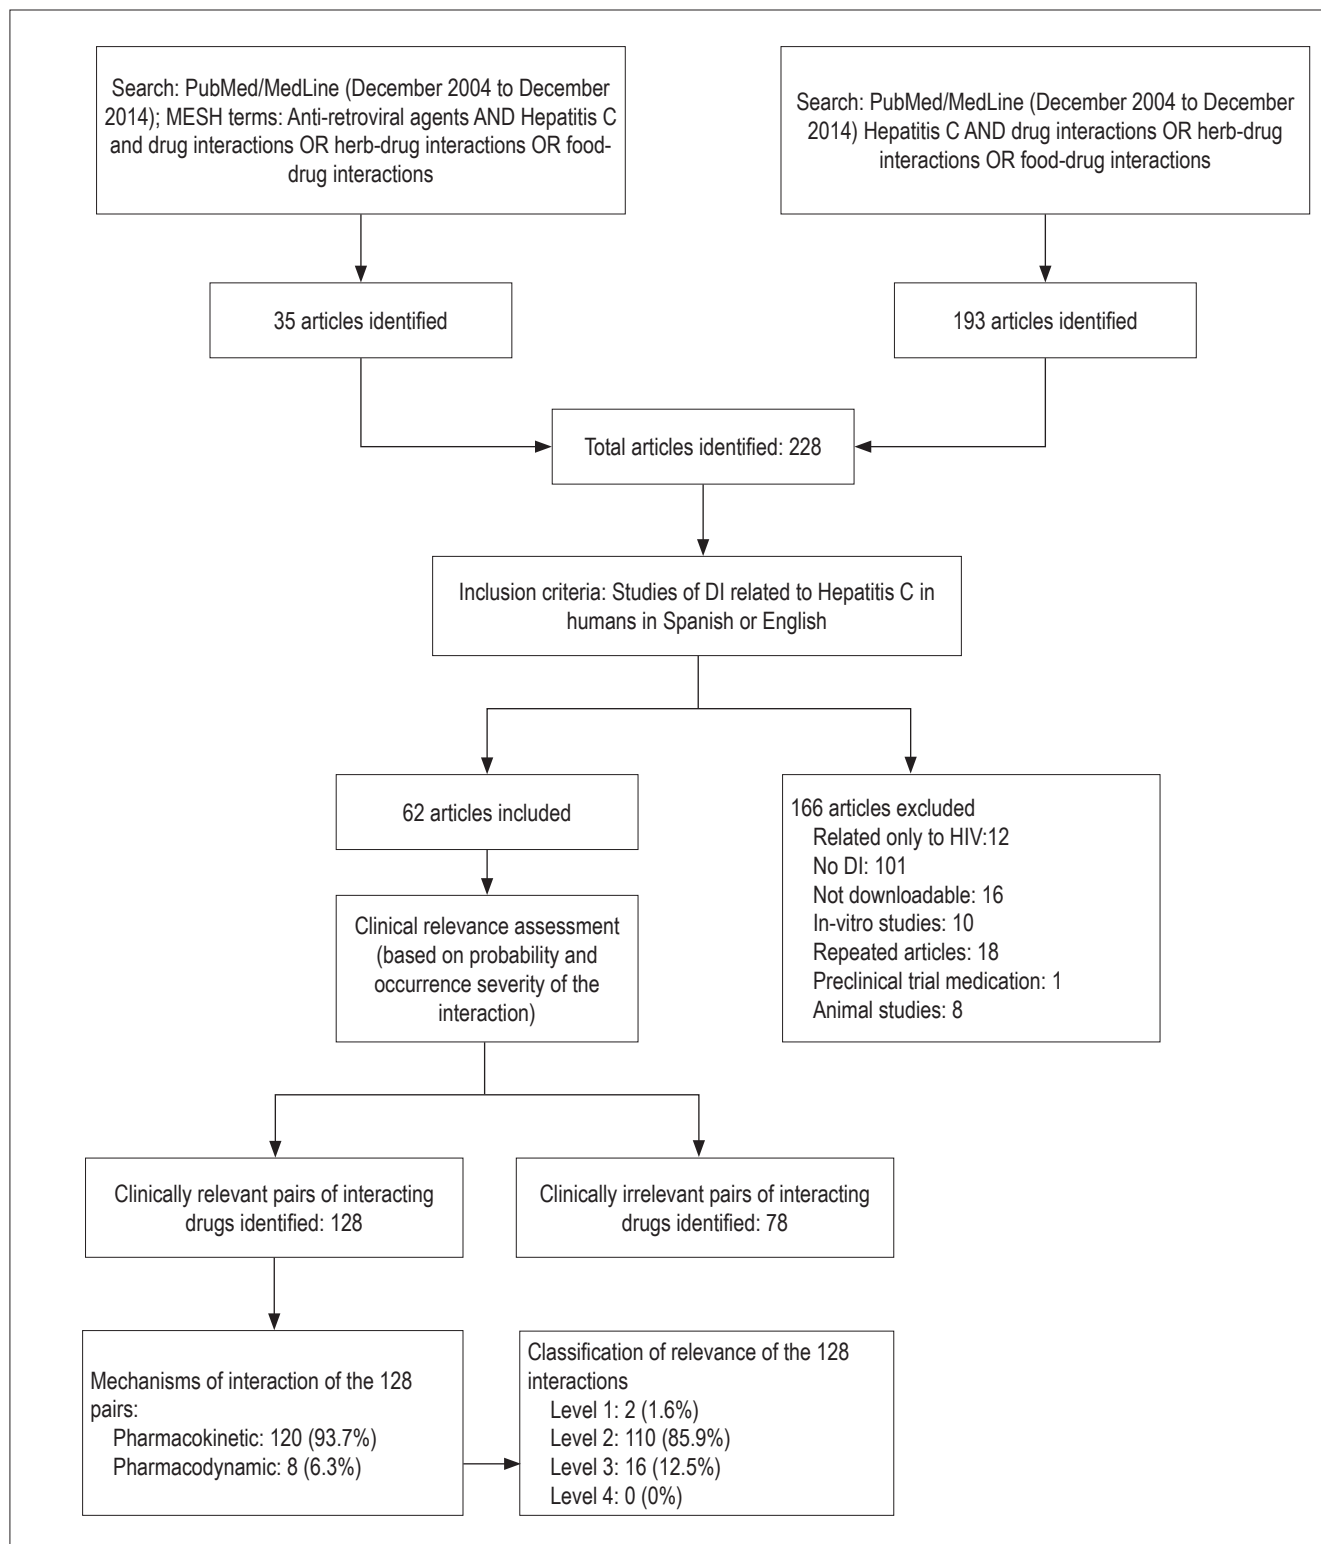 Search: PubMed/MedLine (December 2004 to December
2014); MESH terms: Anti-retroviral agents AND Hepatitis C
and drug interactions OR herb-drug interactions OR food-
drug interactions
Search: PubMed/MedLine (December 2004 to December
2014) Hepatitis C AND drug interactions OR herb-drug
interactions OR food-drug interactions
35 articles identified
193 articles identified
Total articles identified: 228
Inclusion criteria: Studies of DI related to Hepatitis C in
humans in Spanish or English
62 articles included
166 articles excluded
Related only to HIV:12
No DI: 101
Not downloadable: 16
In-vitro studies: 10
Repeated articles: 18
Preclinical trial medication: 1
Animal studies: 8
Clinical relevance assessment
(based on probability and
occurrence severity of the
interaction)
Clinically relevant pairs of interacting
drugs identified: 128
Clinically irrelevant pairs of interacting
drugs identified: 78
Mechanisms of interaction of the 128
pairs:
Pharmacokinetic: 120 (93.7%)
Pharmacodynamic: 8 (6.3%)
Classification of relevance of the 128
interactions
Level 1: 2 (1.6%)
Level 2: 110 (85.9%)
Level 3: 16 (12.5%)
Level 4: 0 (0%)